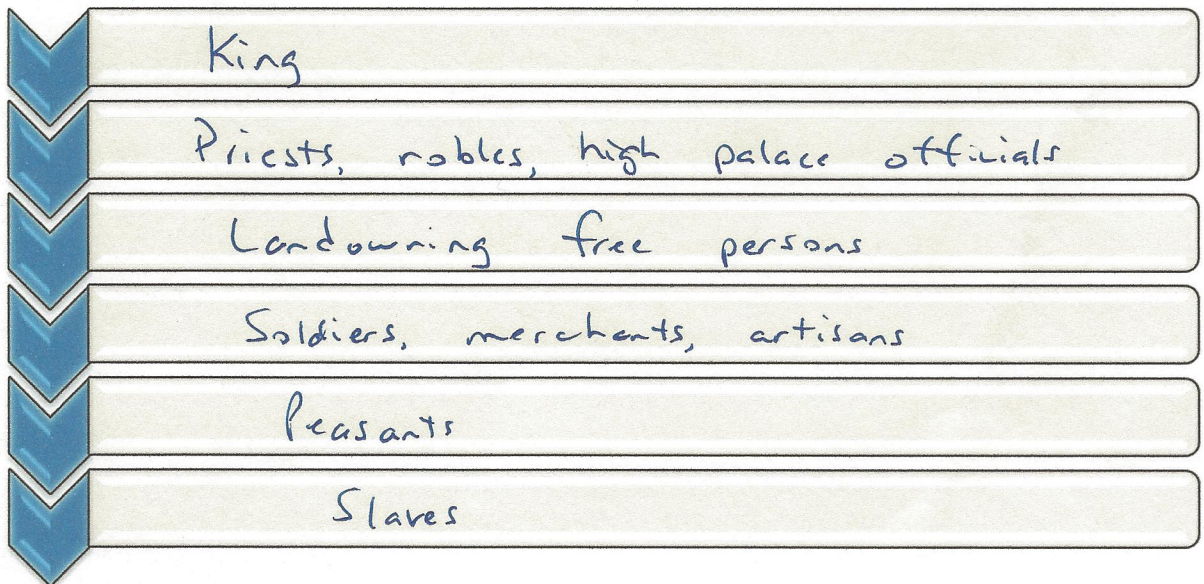 King
Priests, nobles, high palace officials
Landowning free persons
Soldiers, merchants, artisans
Peasants
Slaves